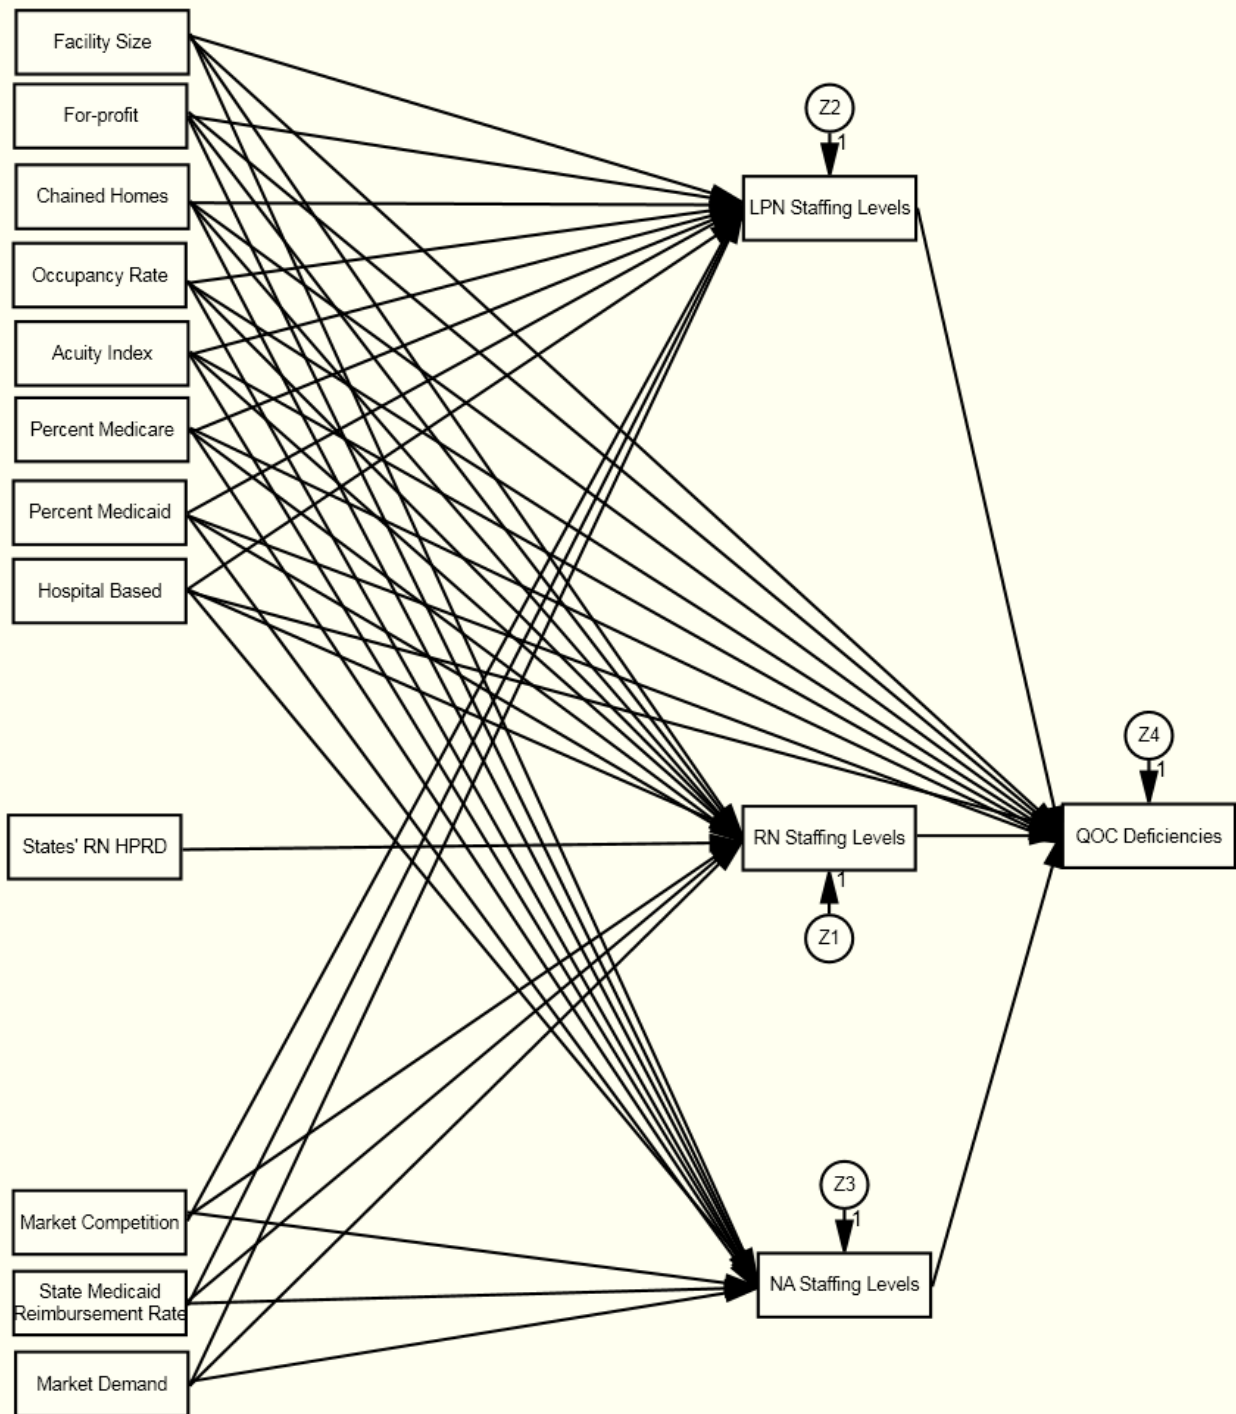 Facility Size
For-profit
Chained Homes
Occupancy Rate
Acuity Index
Percent Medicare
Percent Medicaid
Hospital Based
States' RN HPRD
Market Competition
State Medicaid
Reimbursement Rate
Market Demand
Z2
1
LPN Staffing Levels
RN Staffing Levels
1
Z1
Z3
1
NA Staffing Levels
Z4
1
QOC Deficiencies